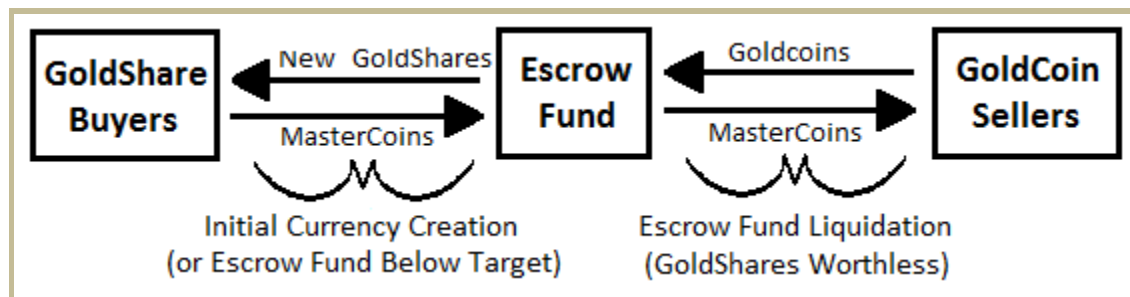 GoldShare
Buyers
New GoldShares
MasterCoins
Escrow
Fund
Goldcoins
MasterCoins
GoldCoin
Sellers
Initial Currency Creation
(or Escrow Fund Below Target)
Escrow Fund Liquidation
(GoldShares Worthless)